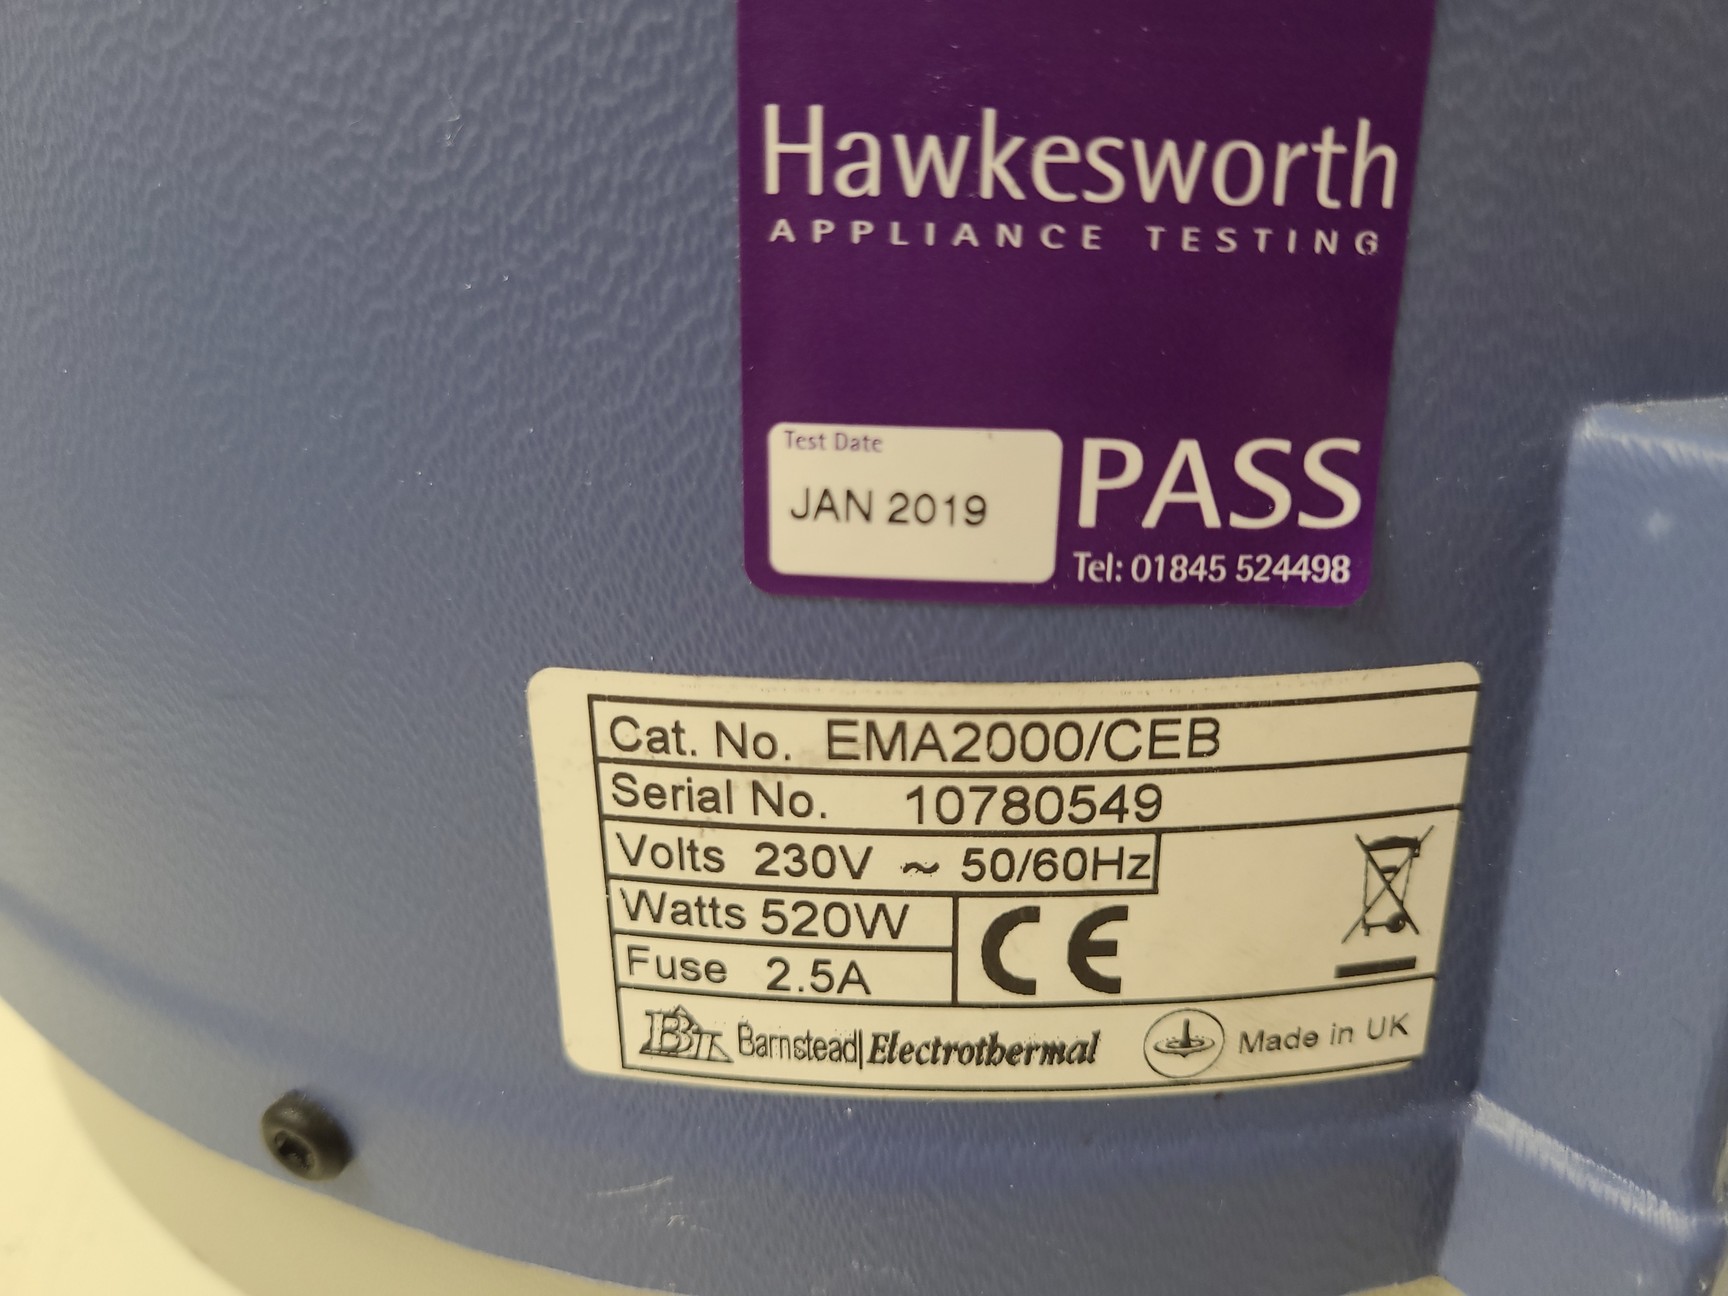 Hawkesworth
APPLIANCE TESTING
Test Date
JAN 2019
PASS
Tel: 01845 524498
Cat. No. EMA2000/CEB
Serial No. 10780549
Volts 230V ~ 50/60Hz
Watts 520W
CE
Fuse 2.5A
Barnstead|Electrothermal
Made in UK